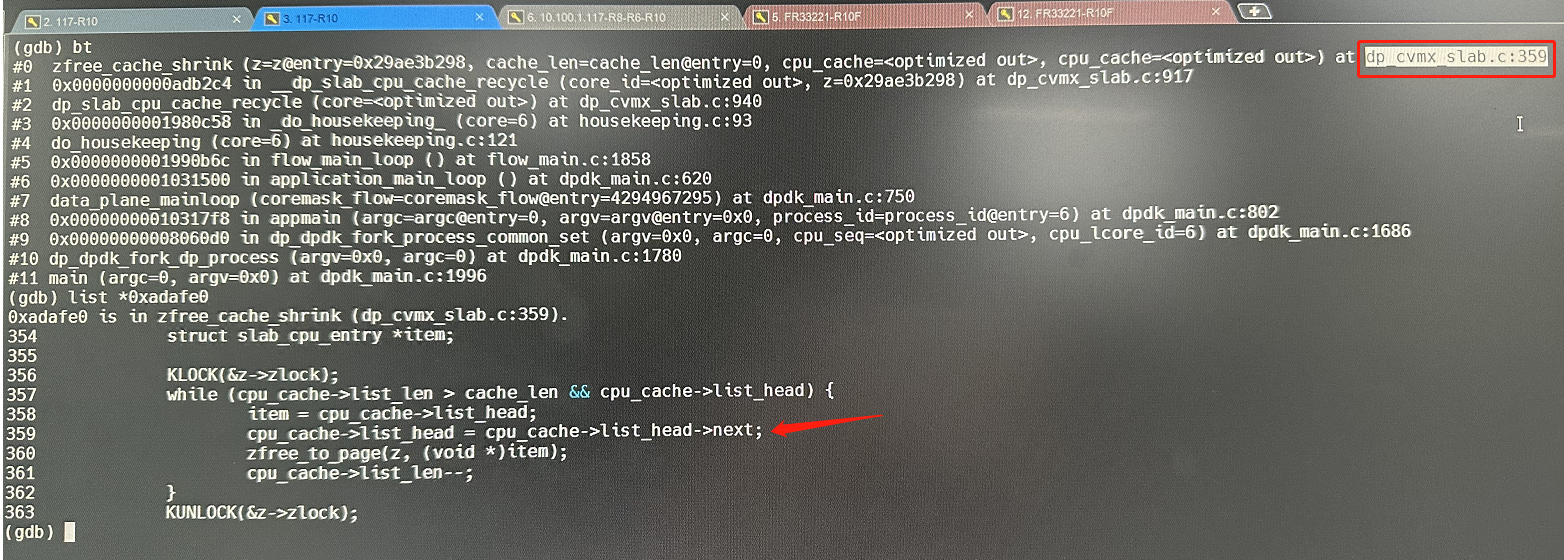 2. 117-R10
3. 117-R10
6. 10.100.1.117-R8-R6-R10
5. FR33221-R10F
12. FR33221-R10F
(gdb) bt
#0 zfree_cache_shrink (z=z@entry=0x29ae3b298, cache_len=cache_len@entry=0, cpu_cache=<optimized out>, cpu_cache=<optimized out>) at dp_cvmx_slab.c:359
#1 0x0000000000adb2c4 in __dp_slab_cpu_cache_recycle (core_id=<optimized out>, z=0x29ae3b298) at dp_cvmx_slab.c:917
#2 dp_slab_cpu_cache_recycle (core=<optimized out>) at dp_cvmx_slab.c:940
#3 0x0000000001980c58 in _do_housekeeping_ (core=6) at housekeeping.c:93
#4 do_housekeeping (core=6) at housekeeping.c:121
#5 0x0000000001990b6c in flow_main_loop () at flow_main.c:1858
#6 0x0000000001031500 in application_main_loop () at dpdk_main.c:620
#7 data_plane_mainloop (coremask_flow=coremask_flow@entry=4294967295) at dpdk_main.c:750
#8 0x00000000010317f8 in appmain (argc=argc@entry=0, argv=argv@entry=0x0, process_id=process_id@entry=6) at dpdk_main.c:802
#9 0x00000000008060d0 in dp_dpdk_fork_process_common_set (argv=0x0, argc=0, cpu_seq=<optimized out>, cpu_lcore_id=6) at dpdk_main.c:1686
#10 dp_dpdk_fork_dp_process (argv=0x0, argc=0) at dpdk_main.c:1780
#11 main (argc=0, argv=0x0) at dpdk_main.c:1996
(gdb) list *0xadafe0
0xadafe0 is in zfree_cache_shrink (dp_cvmx_slab.c:359).
354 struct slab_cpu_entry *item;
355
356 KLOCK(&z->zlock);
357 while (cpu_cache->list_len > cache_len && cpu_cache->list_head) {
358 item = cpu_cache->list_head;
359 cpu_cache->list_head = cpu_cache->list_head->next;
360 zfree_to_page(z, (void *)item);
361 cpu_cache->list_len--;
362 }
363 KUNLOCK(&z->zlock);
(gdb)